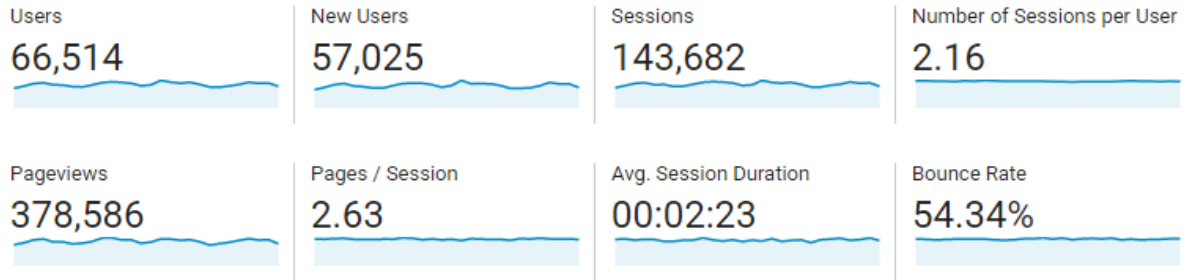 Users
66,514
New Users
57,025
Sessions
143,682
Number of Sessions per User
2.16
Pageviews
378,586
Pages / Session
2.63
Avg. Session Duration
00:02:23
Bounce Rate
54.34%